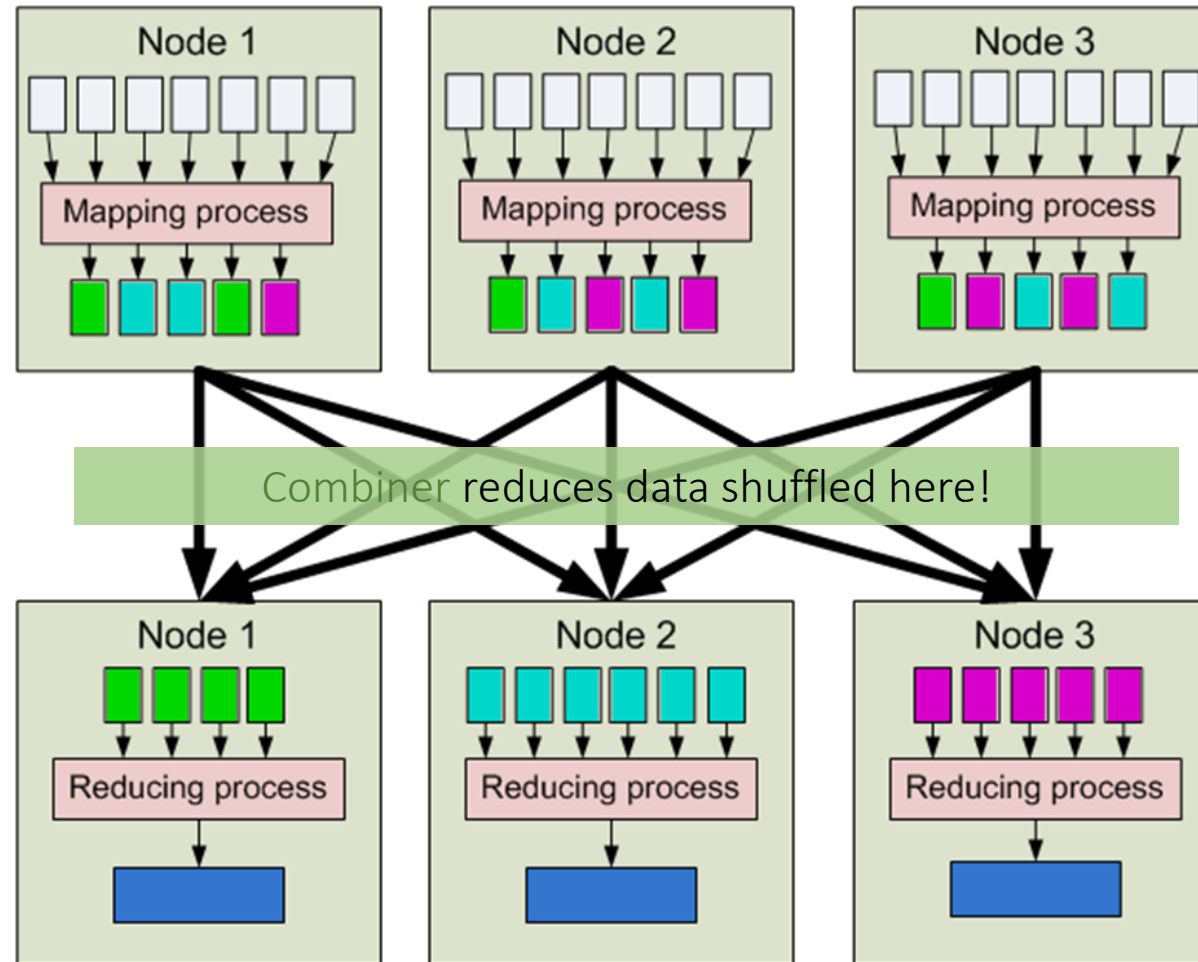 Node 1
Node 2
Node 3
Mapping process
Mapping process
Mapping process
Combiner reduces data shuffled here!
Node 1
Node 2
Node 3
Reducing process
Reducing process
Reducing process